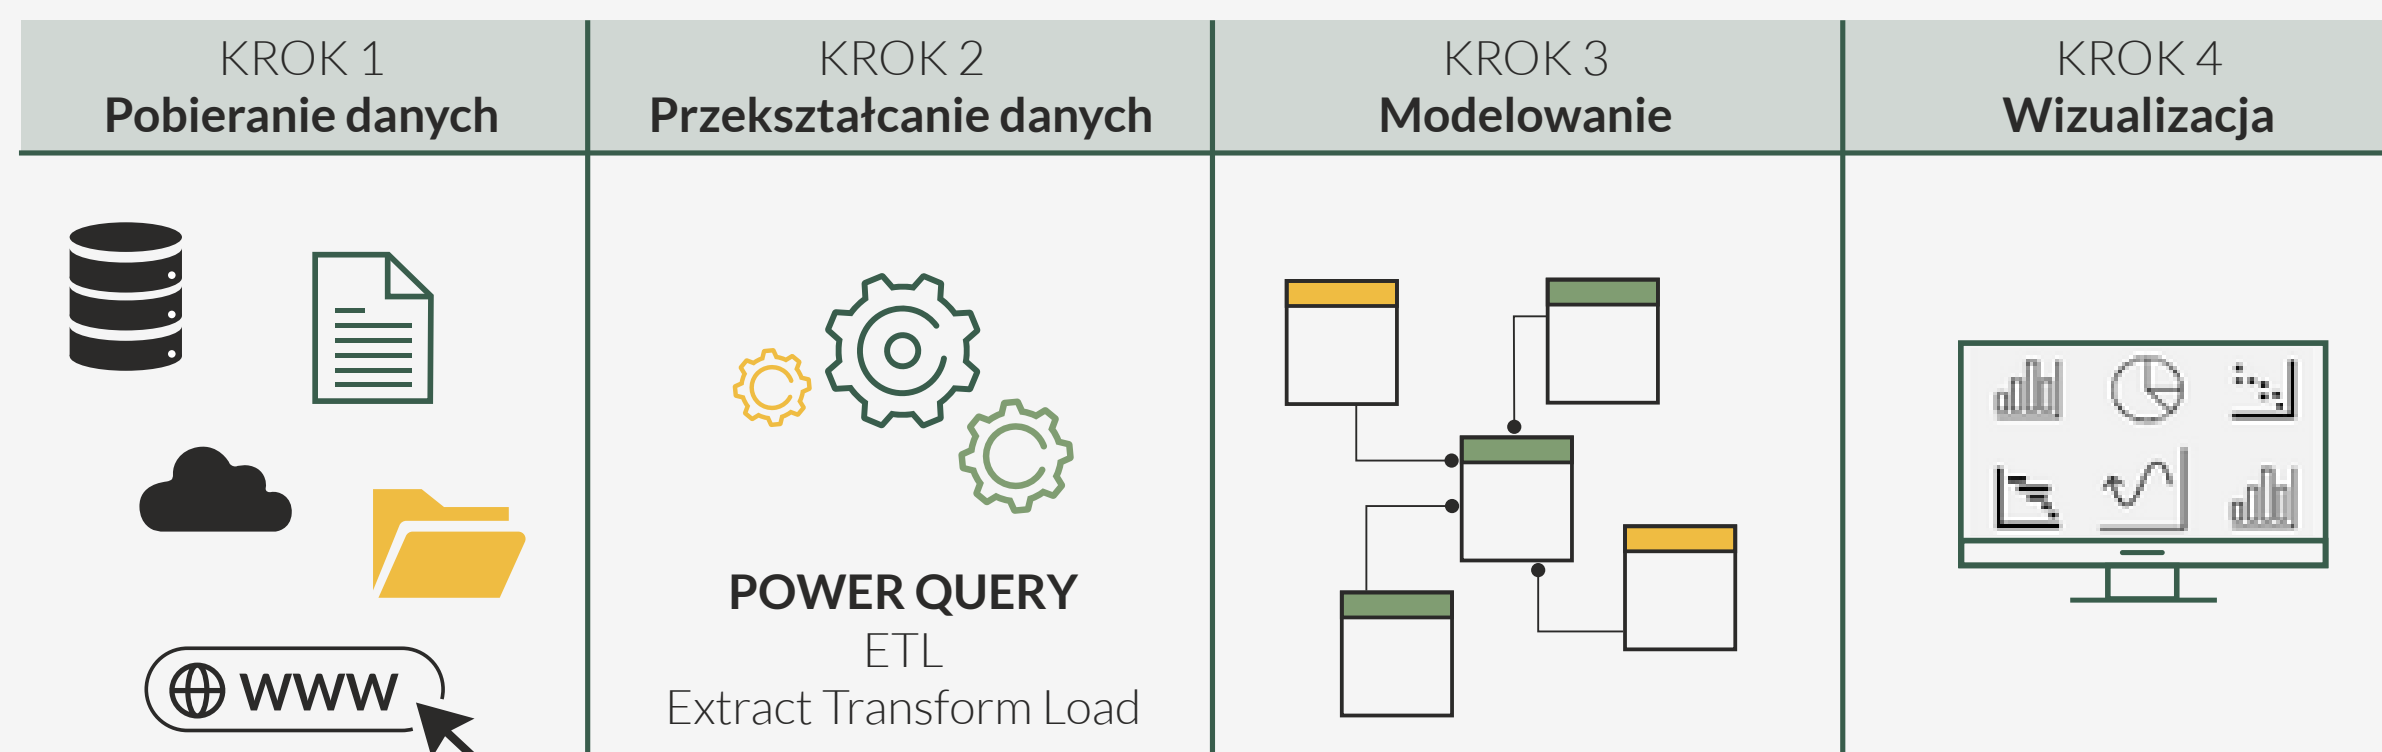 KROK 1
Pobieranie danych
WWW
KROK 2
Przekształcanie danych
POWER QUERY
ETL
Extract Transform Load
KROK 3
Modelowanie
KROK 4
Wizualizacja